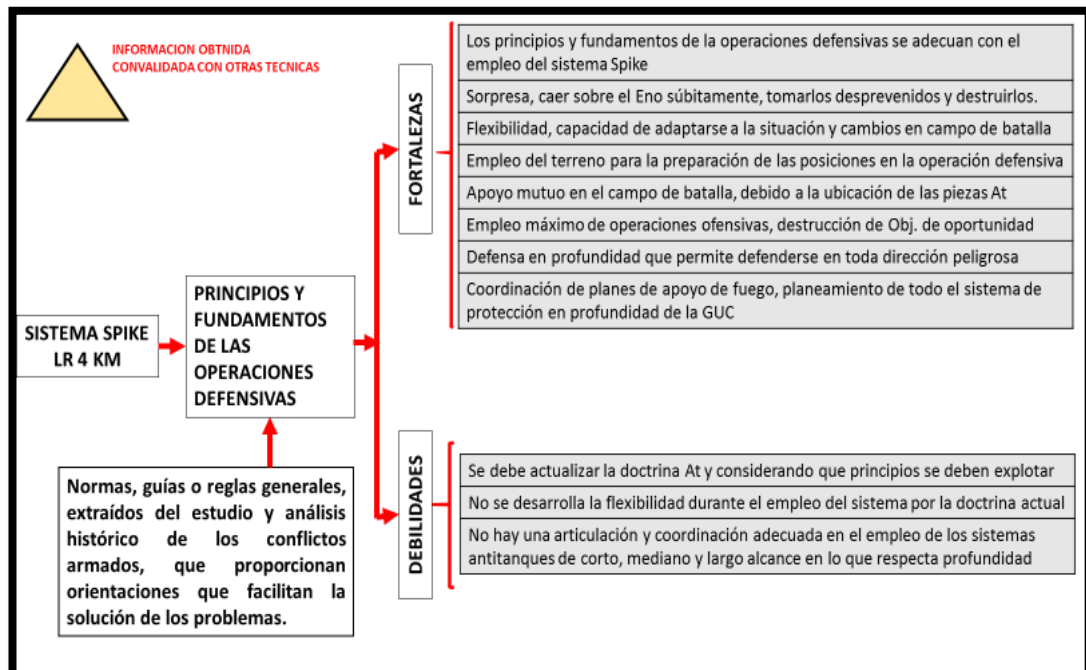 INFORMACION OBTNIDA
CONVALIDADA CON OTRAS TECNICAS
SISTEMA SPIKE
LR 4 KM
PRINCIPIOS Y
FUNDAMENTOS
DE LAS
OPERACIONES
DEFENSIVAS
Normas, guías o reglas generales,
extraídos del estudio y análisis
histórico de los conflictos
armados, que proporcionan
orientaciones que facilitan la
solución de los problemas.
FORTALEZAS
Los principios y fundamentos de la operaciones defensivas se adecuan con el
empleo del sistema Spike
Sorpresa, caer sobre el Eno súbitamente, tomarlos desprevenidos y destruirlos.
Flexibilidad, capacidad de adaptarse a la situación y cambios en campo de batalla
Empleo del terreno para la preparación de las posiciones en la operación defensiva
Apoyo mutuo en el campo de batalla, debido a la ubicación de las piezas At
Empleo máximo de operaciones ofensivas, destrucción de Obj. de oportunidad
Defensa en profundidad que permite defenderse en toda dirección peligrosa
Coordinación de planes de apoyo de fuego, planeamiento de todo el sistema de
protección en profundidad de la GUC
DEBILIDADES
Se debe actualizar la doctrina At y considerando que principios se deben explotar
No se desarrolla la flexibilidad durante el empleo del sistema por la doctrina actual
No hay una articulación y coordinación adecuada en el empleo de los sistemas
antitanques de corto, mediano y largo alcance en lo que respecta profundidad